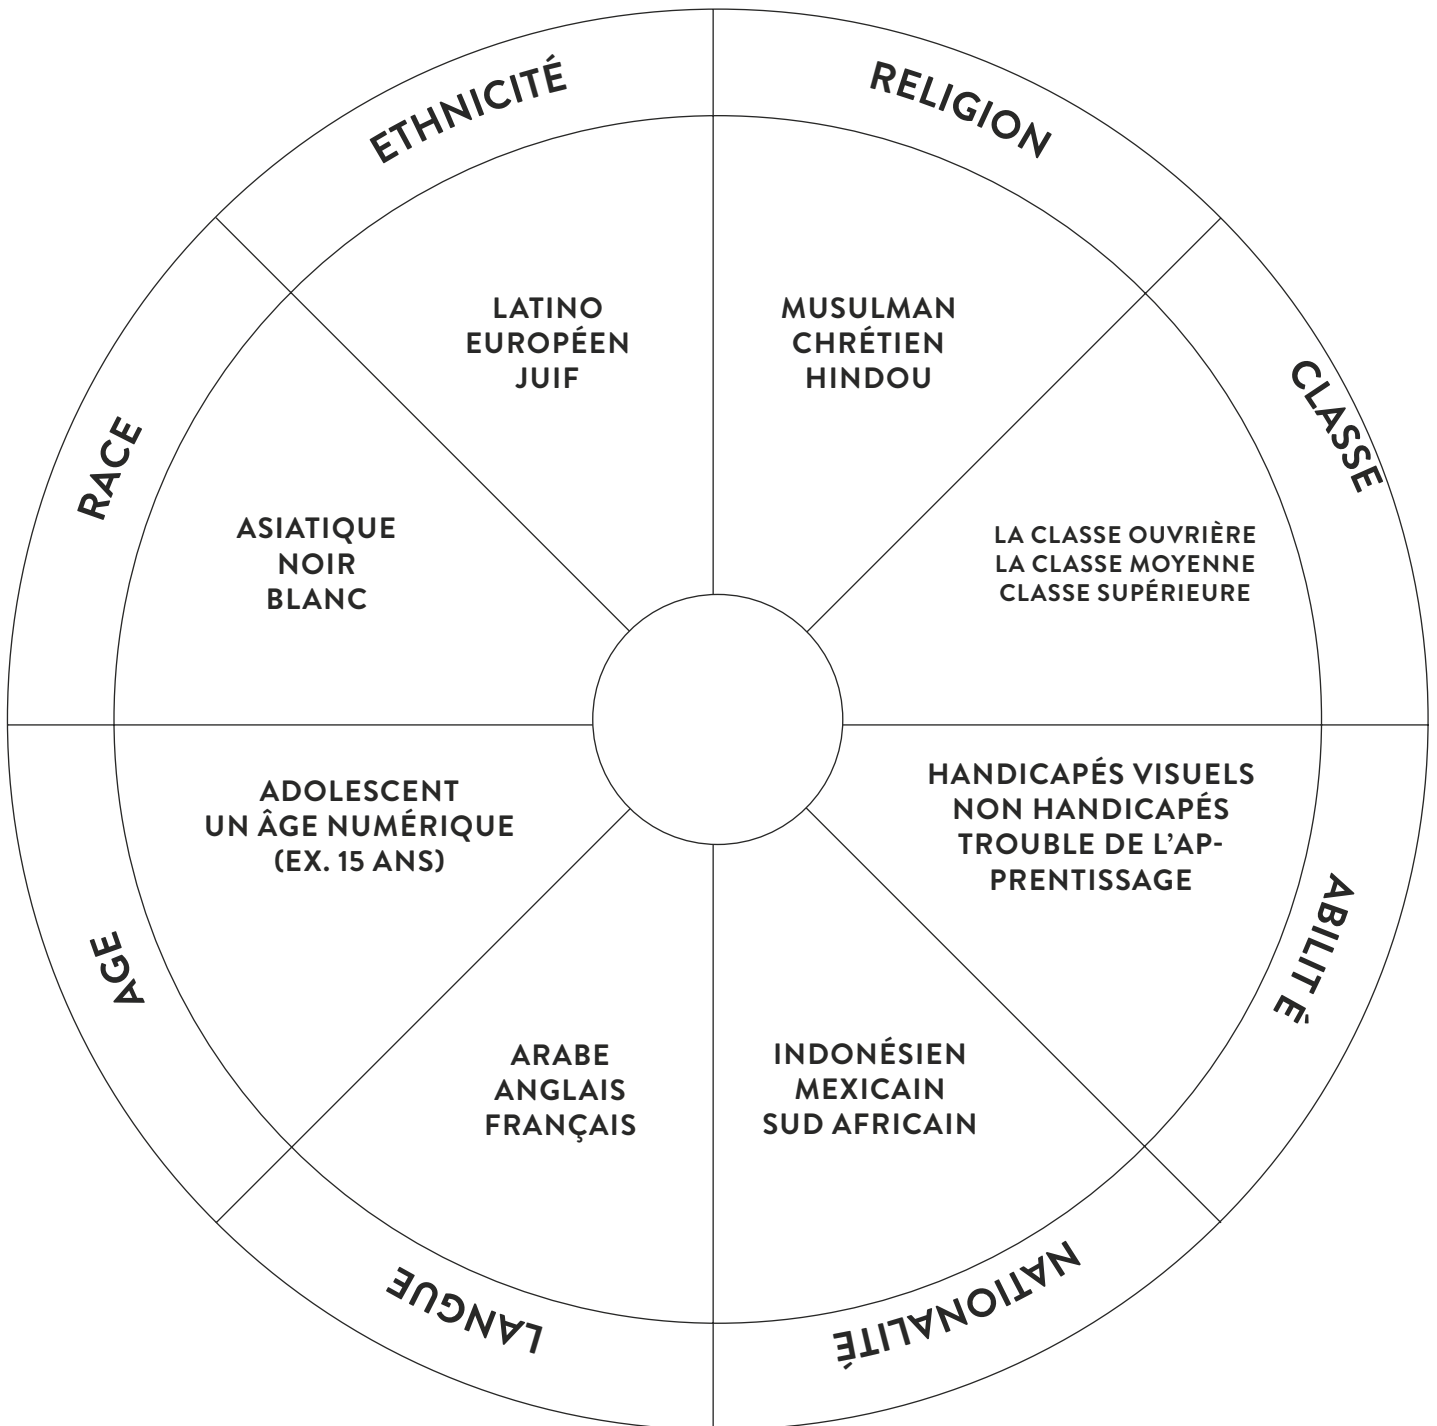 ETHNICITÉ
LATINO
EUROPÉEN
JUIF
RELIGION
MUSULMAN
CHRÉTIEN
HINDOU
CLASSE
LA CLASSE OUVRIÈRE
LA CLASSE MOYENNE
CLASSE SUPÉRIEURE
ABILITÉ
HANDICAPÉS VISUELS
NON HANDICAPÉS
TROUBLE DE L’AP-
PRENTISSAGE
NATIONALITÉ
INDONÉSIEN
MEXICAIN
SUD AFRICAIN
LANGUE
ARABE
ANGLAIS
FRANÇAIS
AGE
ADOLESCENT
UN ÂGE NUMÉRIQUE
(EX. 15 ANS)
RACE
ASIATIQUE
NOIR
BLANC